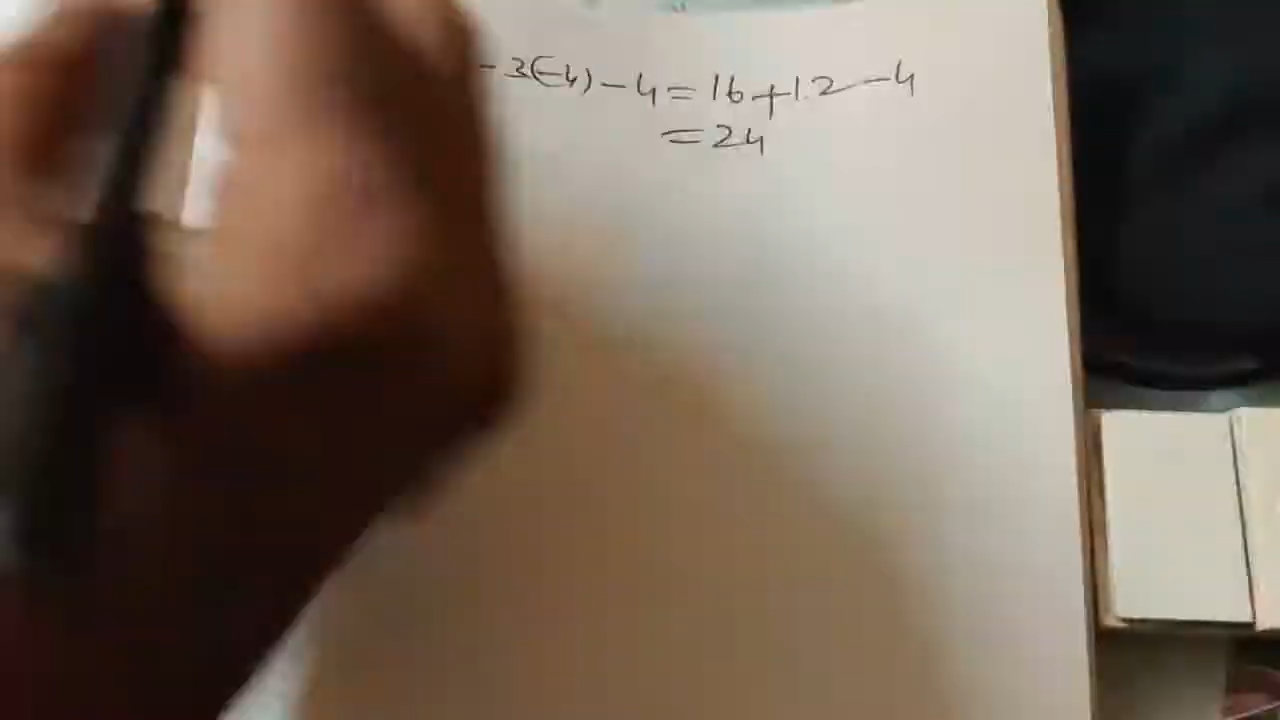 - 3(-4) - 4 = 16 + 12 - 4
= 24